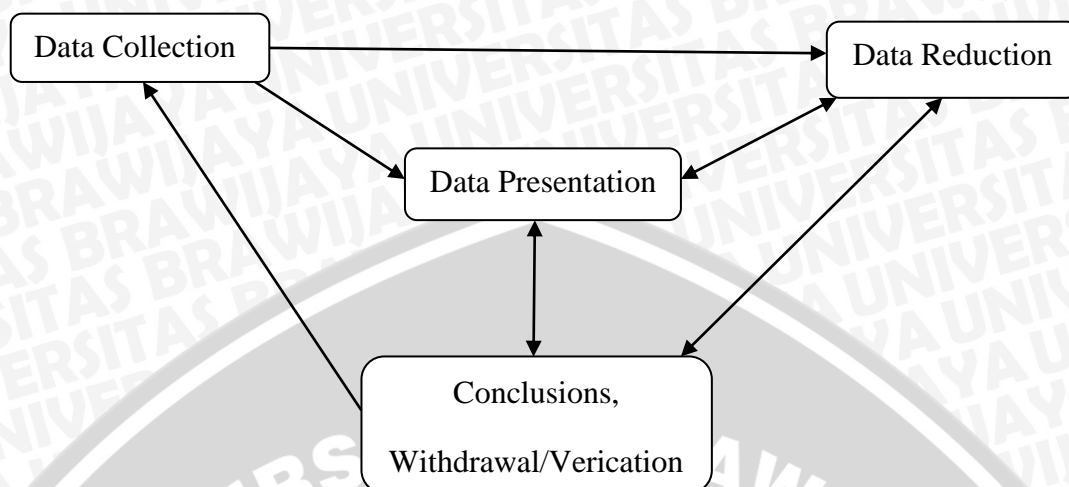 Data Collection
Data Reduction
Data Presentation
Conclusions,
Withdrawal/Verication